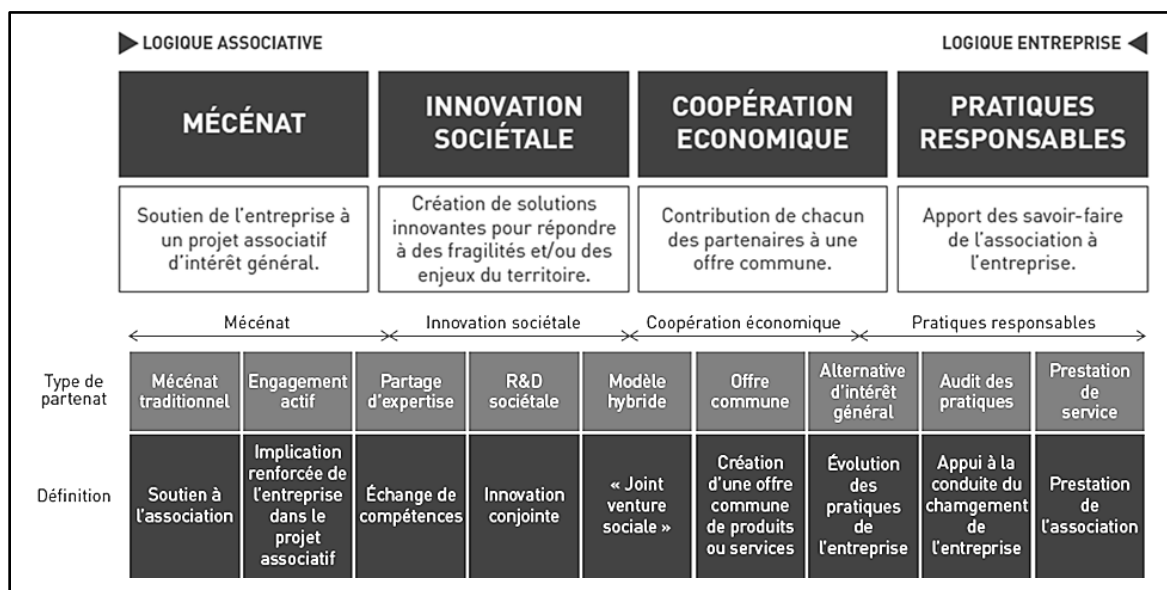 LOGIQUE ASSOCIATIVE
LOGIQUE ENTREPRISE
MÉCÉNAT
INNOVATION
SOCIÉTALE
COOPÉRATION
ECONOMIQUE
PRATIQUES
RESPONSABLES
Soutien de l'entreprise à
un projet associatif
d'intérêt général.
Création de solutions
innovantes pour répondre
à des fragilités et/ou des
enjeux du territoire.
Contribution de chacun
des partenaires à une
offre commune.
Apport des savoir-faire
de l'association à
l'entreprise.
Mécénat
Innovation sociétale
Coopération économique
Pratiques responsables
Type de
partenat
Mécénat
traditionnel
Engagement
actif
Partage
d'expertise
R&D
sociétale
Modèle
hybride
Offre
commune
Alternative
d'intérêt
général
Audit des
pratiques
Prestation
de
service
Définition
Soutien à
l'association
Implication
renforcée de
l'entreprise
dans le
projet
associatif
Échange de
compétences
Innovation
conjointe
« Joint
venture
sociale »
Création
d'une offre
commune
de produits
ou services
Évolution
des
pratiques
de
l'entreprise
Appui à la
conduite du
chamgement
de
l'entreprise
Prestation
de
l'association